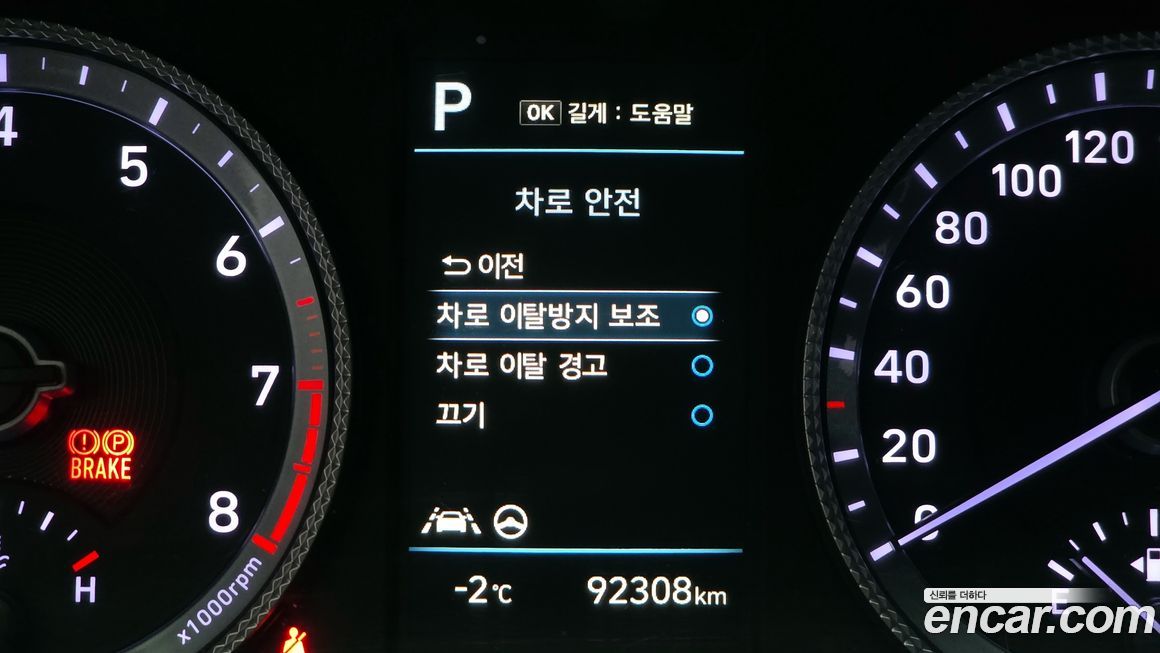 P
OK 길게 : 도움말
차로 안전
이전
차로 이탈방지 보조
차로 이탈 경고
끄기
-2℃
92308km
4
5
6
7
8
x1000rpm
H
P
BRAKE
120
100
80
60
40
20
0
E
신뢰를 더하다
encar.com